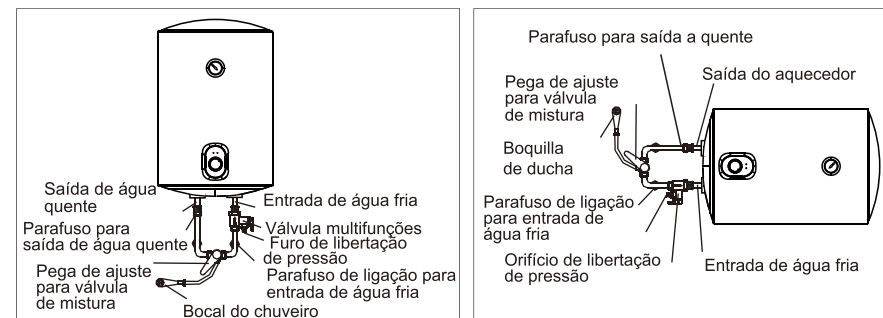 Saída de água
quente
Parafuso para
saída de água quente
Pega de ajuste
para válvula
de mistura
Entrada de água fria
Válvula multifunções
Furo de libertação
de pressão
Parafuso de ligação para
entrada de água fria
Bocal do chuveiro
Parafuso para saída a quente
Saída do aquecedor
Pega de ajuste
para válvula
de mistura
Boquilla
de ducha
Parafuso de ligação
para entrada de
água fria
Orifício de libertação
de pressão
Entrada de água fria